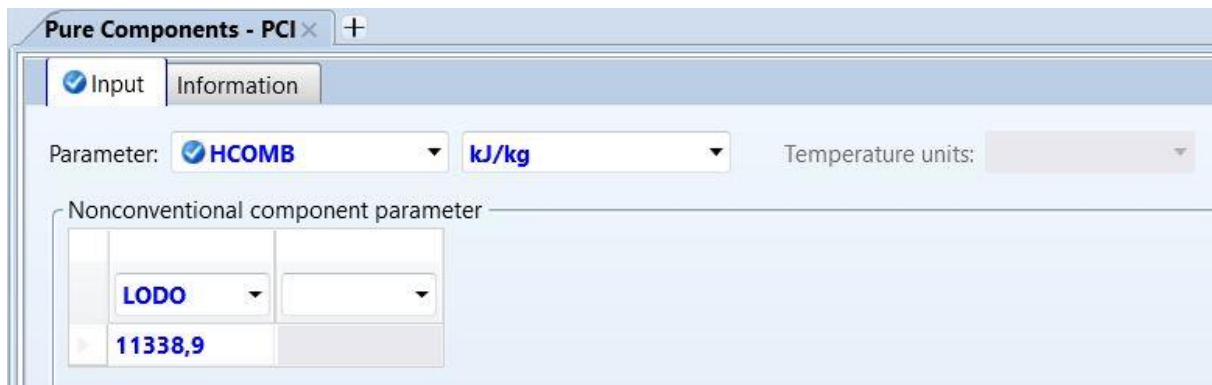 Pure Components - PCI × +
Input Information
Parameter: HCOMB kJ/kg Temperature units:
Nonconventional component parameter
LODO
11338,9